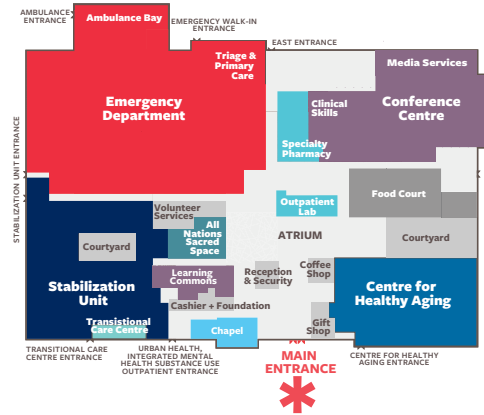 AMBULANCE
ENTRANCE
Ambulance Bay
EMERGENCY WALK-IN
ENTRANCE
EAST ENTRANCE
Triage &
Primary
Care
Media Services
Emergency
Department
Clinical
Skills
Conference
Centre
Specialty
Pharmacy
STABILIZATION UNIT ENTRANCE
Food Court
Outpatient
Lab
Volunteer
Services
All
Nations
Sacred
Space
ATRIUM
Courtyard
Courtyard
Learning
Commons
Reception
& Security
Coffee
Shop
Stabilization
Unit
Centre for
Healthy Aging
Cashier + Foundation
Transistional
Care Centre
Chapel
Gift
Shop
TRANSITIONAL CARE
CENTRE ENTRANCE
URBAN HEALTH,
INTEGRATED MENTAL
HEALTH SUBSTANCE USE
OUTPATIENT ENTRANCE
MAIN
ENTRANCE
CENTRE FOR HEALTHY
AGING ENTRANCE